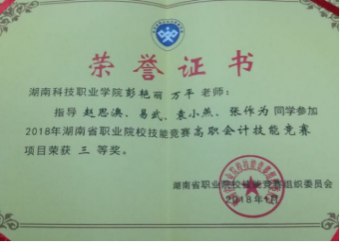 荣誉证书
湖南科技职业学院彭艳丽 万平 老师：
指导 赵思淇、易武、袁小燕、张作为 同学参加
2018年湖南省职业院校技能竞赛高职会计技能竞赛
项目荣获 三 等奖。
湖南省职业院校技能竞赛组织委员会
2018年1月